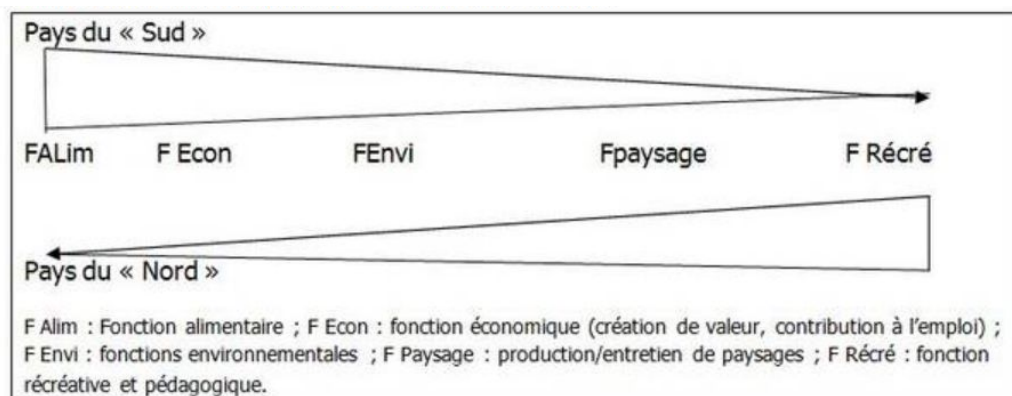 Pays du « Sud »
FALim F Econ FEnvi Fpaysage F Récré
Pays du « Nord »
F Alim : Fonction alimentaire ; F Econ : fonction économique (création de valeur, contribution à l'emploi) ;
F Envi : fonctions environnementales ; F Paysage : production/entretien de paysages ; F Récré : fonction
récréative et pédagogique.